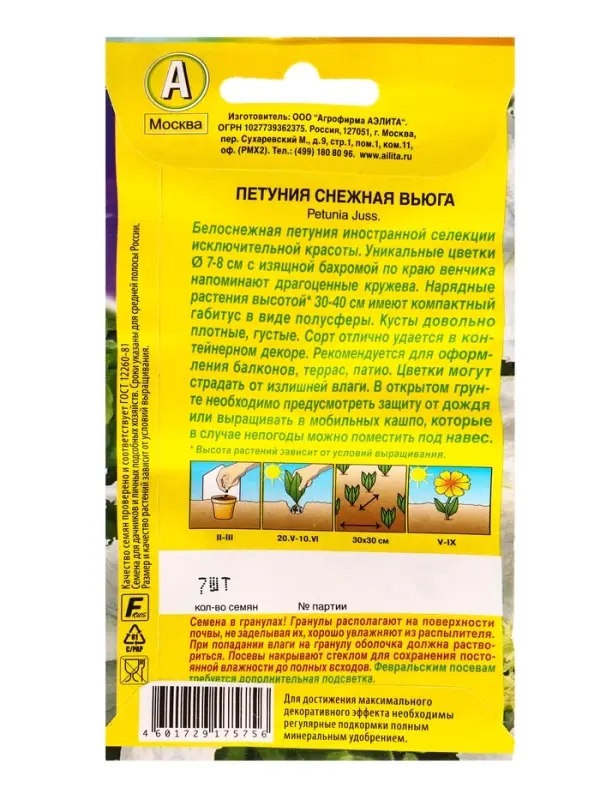 А
Москва
Изготовитель: ООО "Агрофирма АЭЛИТА".
ОГРН 1027739362375. Россия,127051, г. Москва,
пер. Сухаревский М., д.9, стр.1, пом.1, ком.11,
оф. (РМХ2). Тел.: (499) 180 80 96. www.ailita.ru
ПЕТУНИЯ СНЕЖНАЯ ВЬЮГА
Petunia Juss.
Белоснежная петуния иностранной селекции
исключительной красоты. Уникальные цветки
Ø 7-8 см с изящной бахромой по краю венчика
напоминают драгоценные кружева. Нарядные
растения высотой* 30-40 см имеют компактный
габитус в виде полусферы. Кусты довольно
плотные, густые. Сорт отлично удается в кон-
тейнерном декоре. Рекомендуется для оформ-
ления балконов, террас, патио. Цветки могут
страдать от излишней влаги. В открытом грун-
те необходимо предусмотреть защиту от дождя
или выращивать в мобильных кашпо, которые
в случае непогоды можно поместить под навес.
* Высота растений зависит от условий выращивания.
II-III
20.V-10.VI
30х30 см
V-IX
7ШТ
кол-во семян
№ партии
Семена в гранулах! Гранулы располагают на поверхности
почвы, не заделывая их, хорошо увлажняют из распылителя.
При попадании влаги на гранулу оболочка должна раство-
риться. Посевы накрывают стеклом для сохранения посто-
янной влажности до полных всходов. Февральским посевам
требуется дополнительная подсветка.
Для достижения максимального
декоративного эффекта необходимы
регулярные подкормки полным
минеральным удобрением.
4 601729 175756
Качество семян проверено и соответствует ГОСТ 12260-81
Семена для дачников и личных подсобных хозяйств. Сроки указаны для средней полосы России.
Размер и качество растений зависит от условий выращивания.
F RUS
81
C/PAP